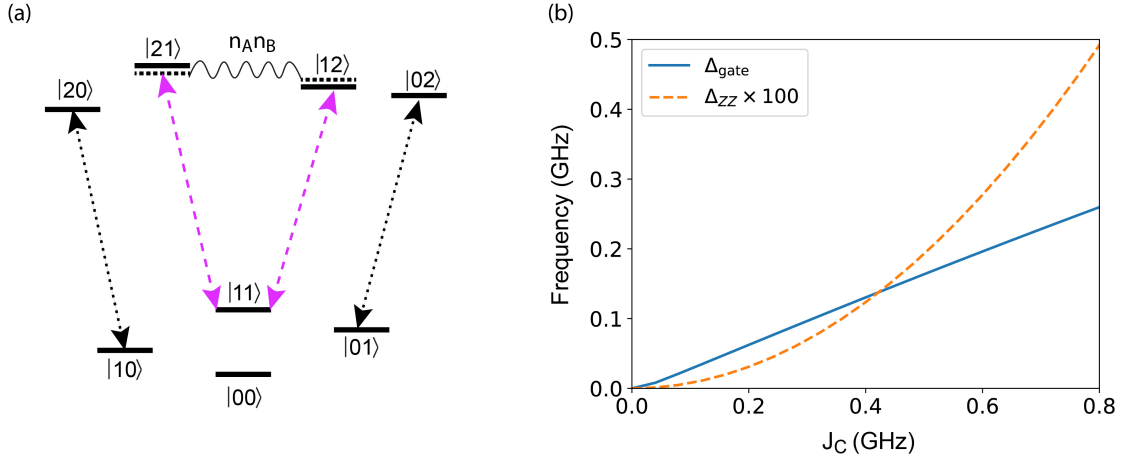 (a)
n_A n_B
|21⟩
|12⟩
|20⟩
|02⟩
|11⟩
|10⟩
|01⟩
|00⟩
(b)
Frequency (GHz)
0.5
0.4
0.3
0.2
0.1
0.0
Δ_gate
Δ_ZZ × 100
0.0 0.2 0.4 0.6 0.8
J_C (GHz)